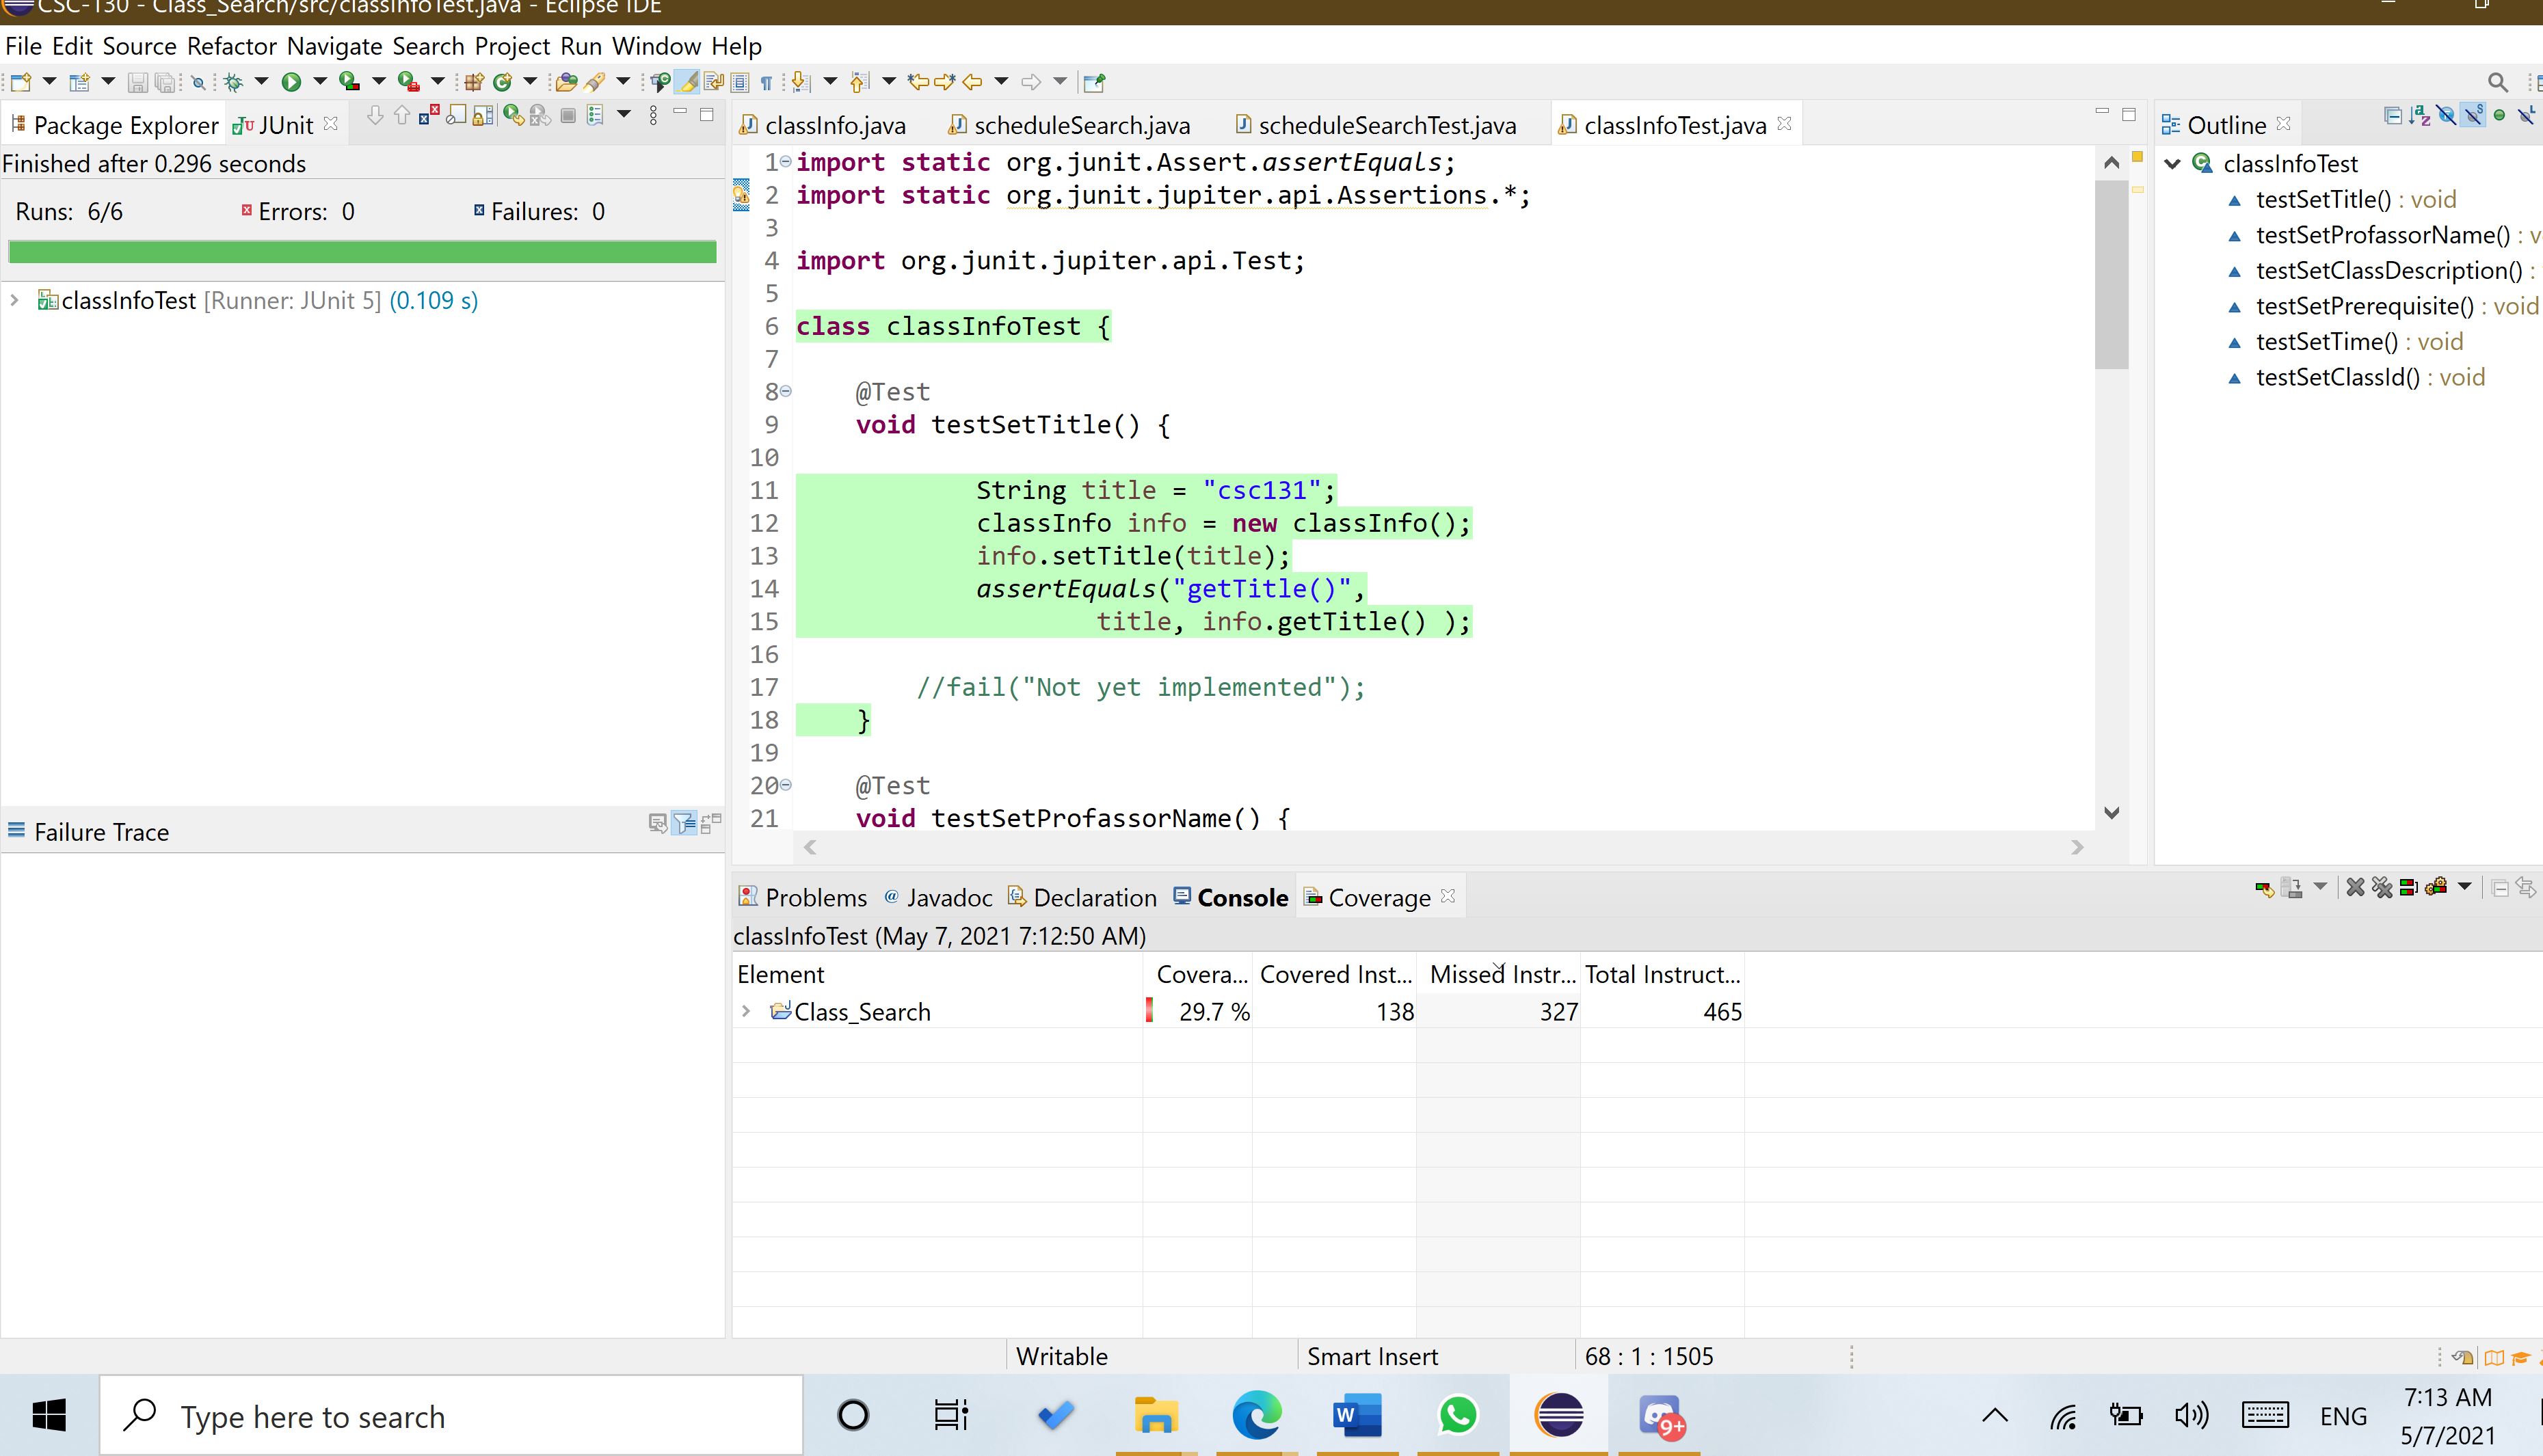 CSC-130 - Class_Search/src/classInfoTest.java - Eclipse IDE
File Edit Source Refactor Navigate Search Project Run Window Help
Package Explorer JUnit
Finished after 0.296 seconds
Runs: 6/6 Errors: 0 Failures: 0
classInfoTest [Runner: JUnit 5] (0.109 s)
Failure Trace
classInfo.java scheduleSearch.java scheduleSearchTest.java classInfoTest.java
1 import static org.junit.Assert.assertEquals;
2 import static org.junit.jupiter.api.Assertions.*;
3
4 import org.junit.jupiter.api.Test;
5
6 class classInfoTest {
7
8 @Test
9 void testSetTitle() {
10
11 String title = "csc131";
12 classInfo info = new classInfo();
13 info.setTitle(title);
14 assertEquals("getTitle()",
15 title, info.getTitle() );
16
17 //fail("Not yet implemented");
18 }
19
20 @Test
21 void testSetProfassorName() {
Outline
classInfoTest
testSetTitle() : void
testSetProfassorName() : v
testSetClassDescription() :
testSetPrerequisite() : void
testSetTime() : void
testSetClassId() : void
Problems @ Javadoc Declaration Console Coverage
classInfoTest (May 7, 2021 7:12:50 AM)
Element Covera... Covered Inst... Missed Instr... Total Instruct...
Class_Search 29.7 % 138 327 465
Writable Smart Insert 68 : 1 : 1505
Type here to search
9+
ENG
7:13 AM
5/7/2021